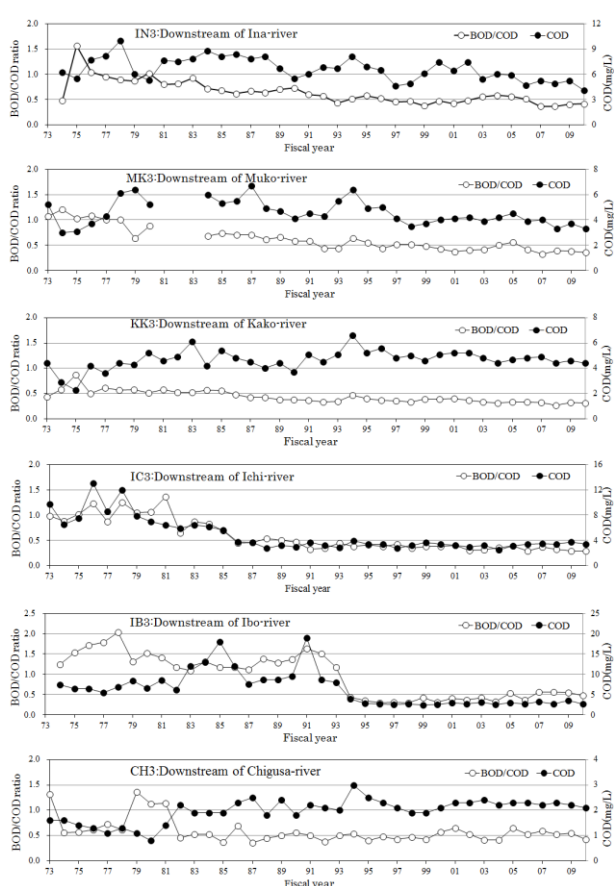 IN3:Downstream of Ina-river
BOD/COD COD
BOD/COD ratio
2.0 1.5 1.0 0.5 0.0
12 9 6 3 0
COD(mg/L)
73 75 77 79 81 83 85 87 89 91 93 95 97 99 01 03 05 07 09
Fiscal year
MK3:Downstream of Muko-river
BOD/COD COD
BOD/COD ratio
2.0 1.5 1.0 0.5 0.0
8 6 4 2 0
COD(mg/L)
73 75 77 79 81 83 85 87 89 91 93 95 97 99 01 03 05 07 09
Fiscal year
KK3:Downstream of Kako-river
BOD/COD COD
BOD/COD ratio
2.0 1.5 1.0 0.5 0.0
8 6 4 2 0
COD(mg/L)
73 75 77 79 81 83 85 87 89 91 93 95 97 99 01 03 05 07 09
Fiscal year
IC3:Downstream of Ichi-river
BOD/COD COD
BOD/COD ratio
2.0 1.5 1.0 0.5 0.0
16 12 8 4 0
COD(mg/L)
73 75 77 79 81 83 85 87 89 91 93 95 97 99 01 03 05 07 09
Fiscal year
IB3:Downstream of Ibo-river
BOD/COD COD
BOD/COD ratio
2.5 2.0 1.5 1.0 0.5 0.0
25 20 15 10 5 0
COD(mg/L)
73 75 77 79 81 83 85 87 89 91 93 95 97 99 01 03 05 07 09
Fiscal year
CH3:Downstream of Chigusa-river
BOD/COD COD
BOD/COD ratio
2.0 1.5 1.0 0.5 0.0
4 3 2 1 0
COD(mg/L)
73 75 77 79 81 83 85 87 89 91 93 95 97 99 01 03 05 07 09
Fiscal year